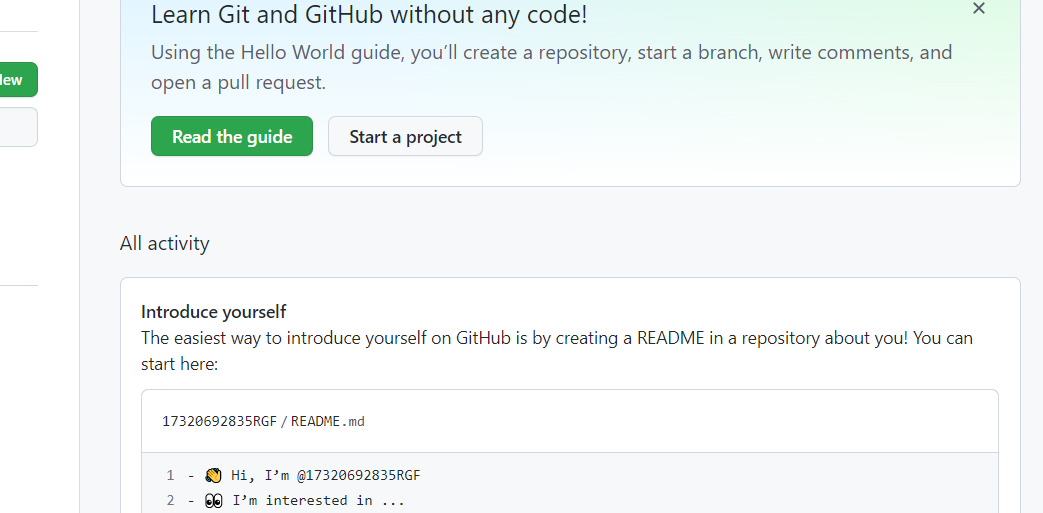 Learn Git and GitHub without any code!
Using the Hello World guide, you’ll create a repository, start a branch, write comments, and
open a pull request.
Read the guide
Start a project
All activity
Introduce yourself
The easiest way to introduce yourself on GitHub is by creating a README in a repository about you! You can
start here:
17320692835RGF / README.md
1 - 👋 Hi, I’m @17320692835RGF
2 - 👀 I’m interested in ...